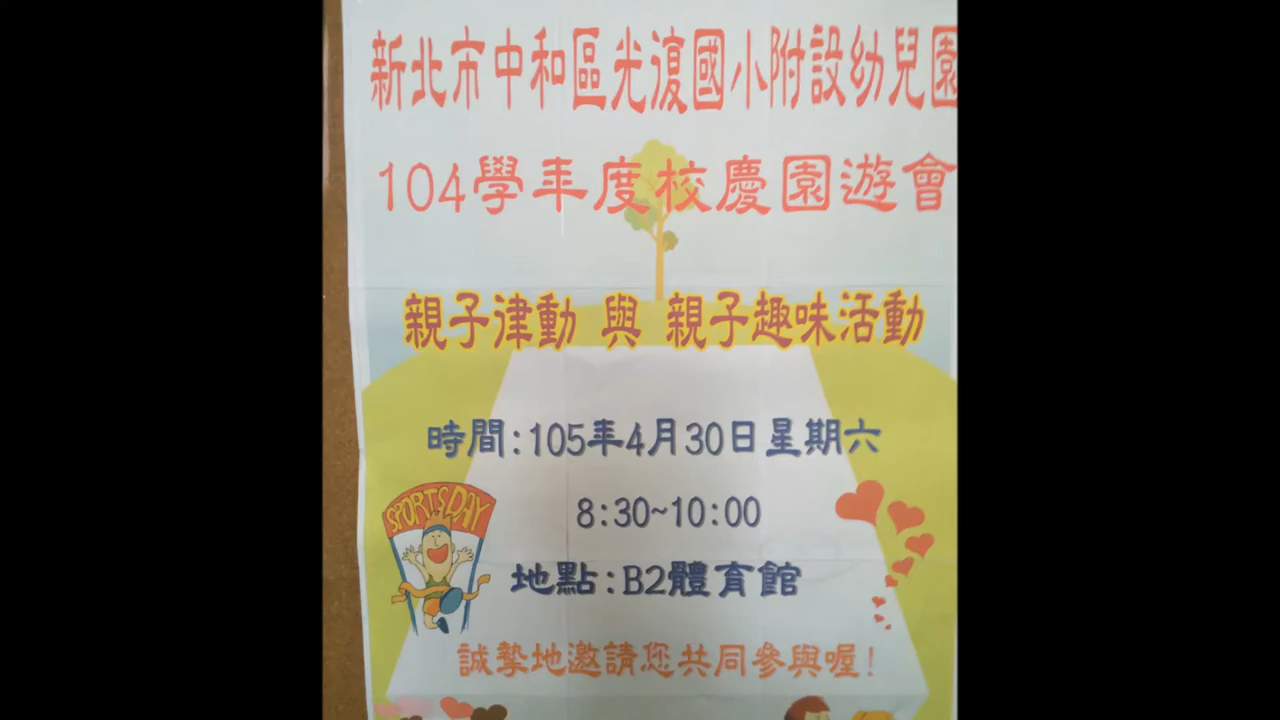 新北市中和區光復國小附設幼兒園
104學年度校慶園遊會
親子律動 與 親子趣味活動
時間:105年4月30日星期六
8:30~10:00
SPORTS DAY
地點:B2體育館
誠摯地邀請您共同參與喔!